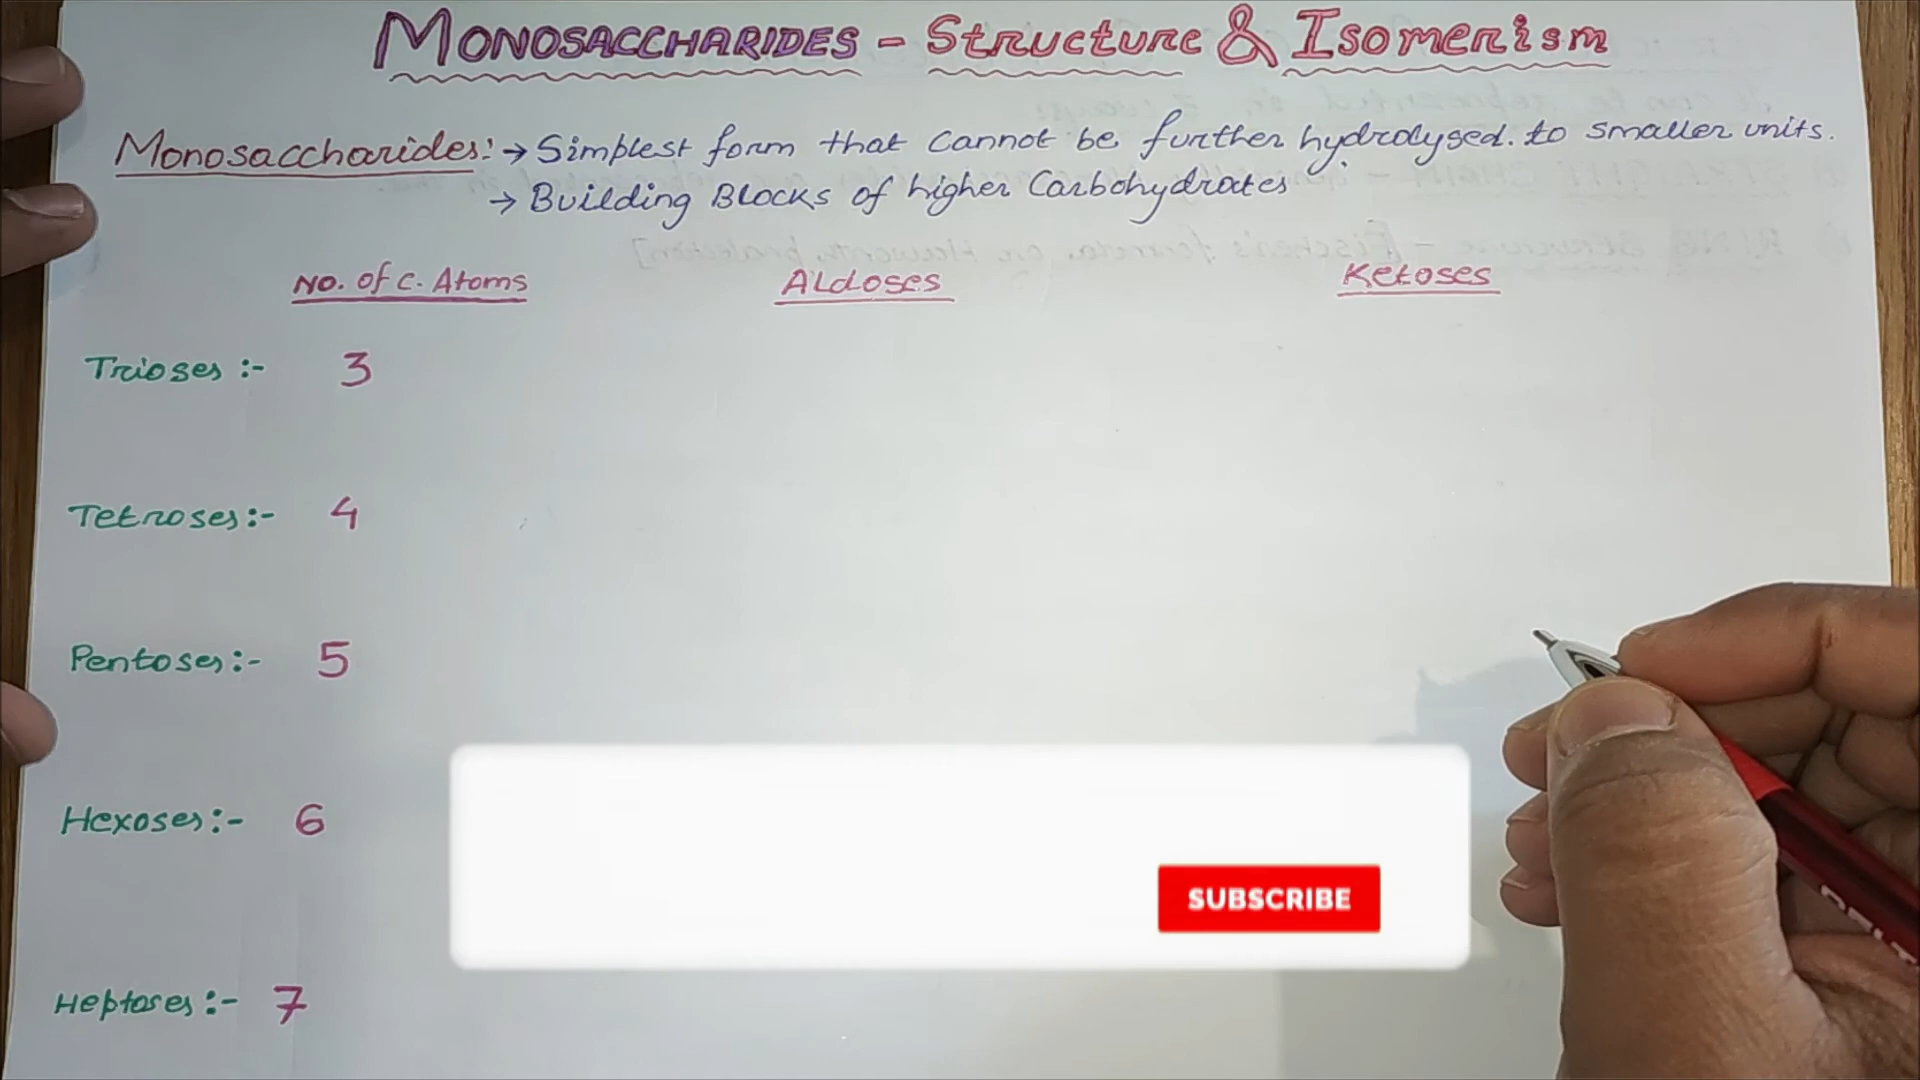 MONOSACCHARIDES - Structure & Isomerism
Monosaccharides:→ Simplest form that cannot be further hydrolysed. to smaller units.
→ Building Blocks of higher Carbohydrates
No. of C. Atoms Aldoses Ketoses
Trioses :- 3
Tetroses:- 4
Pentoses:- 5
Hexoses:- 6
SUBSCRIBE
Heptoses:- 7